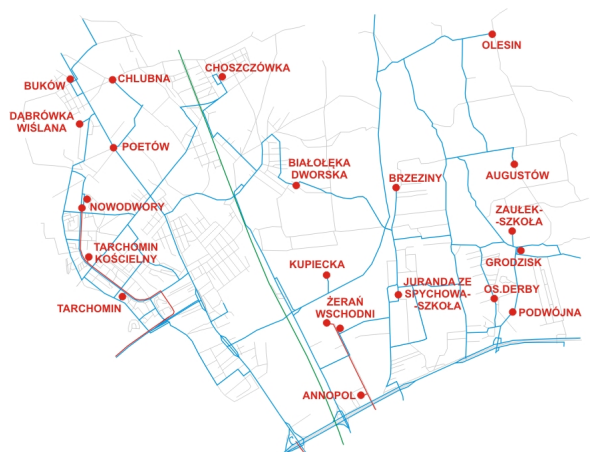 OLESIN
CHOSZCZÓWKA
CHLUBNA
BUKÓW
DĄBRÓWKA
WIŚLANA
POETÓW
BIAŁOŁĘKA
DWORSKA
BRZEZINY
AUGUSTÓW
NOWODWORY
ZAUŁEK-
-SZKOŁA
TARCHOMIN
KOŚCIELNY
KUPIECKA
GRODZISK
JURANDA ZE
SPYCHOWA-
-SZKOŁA
OS.DERBY
TARCHOMIN
ŻERAŃ
WSCHODNI
PODWÓJNA
ANNOPOL